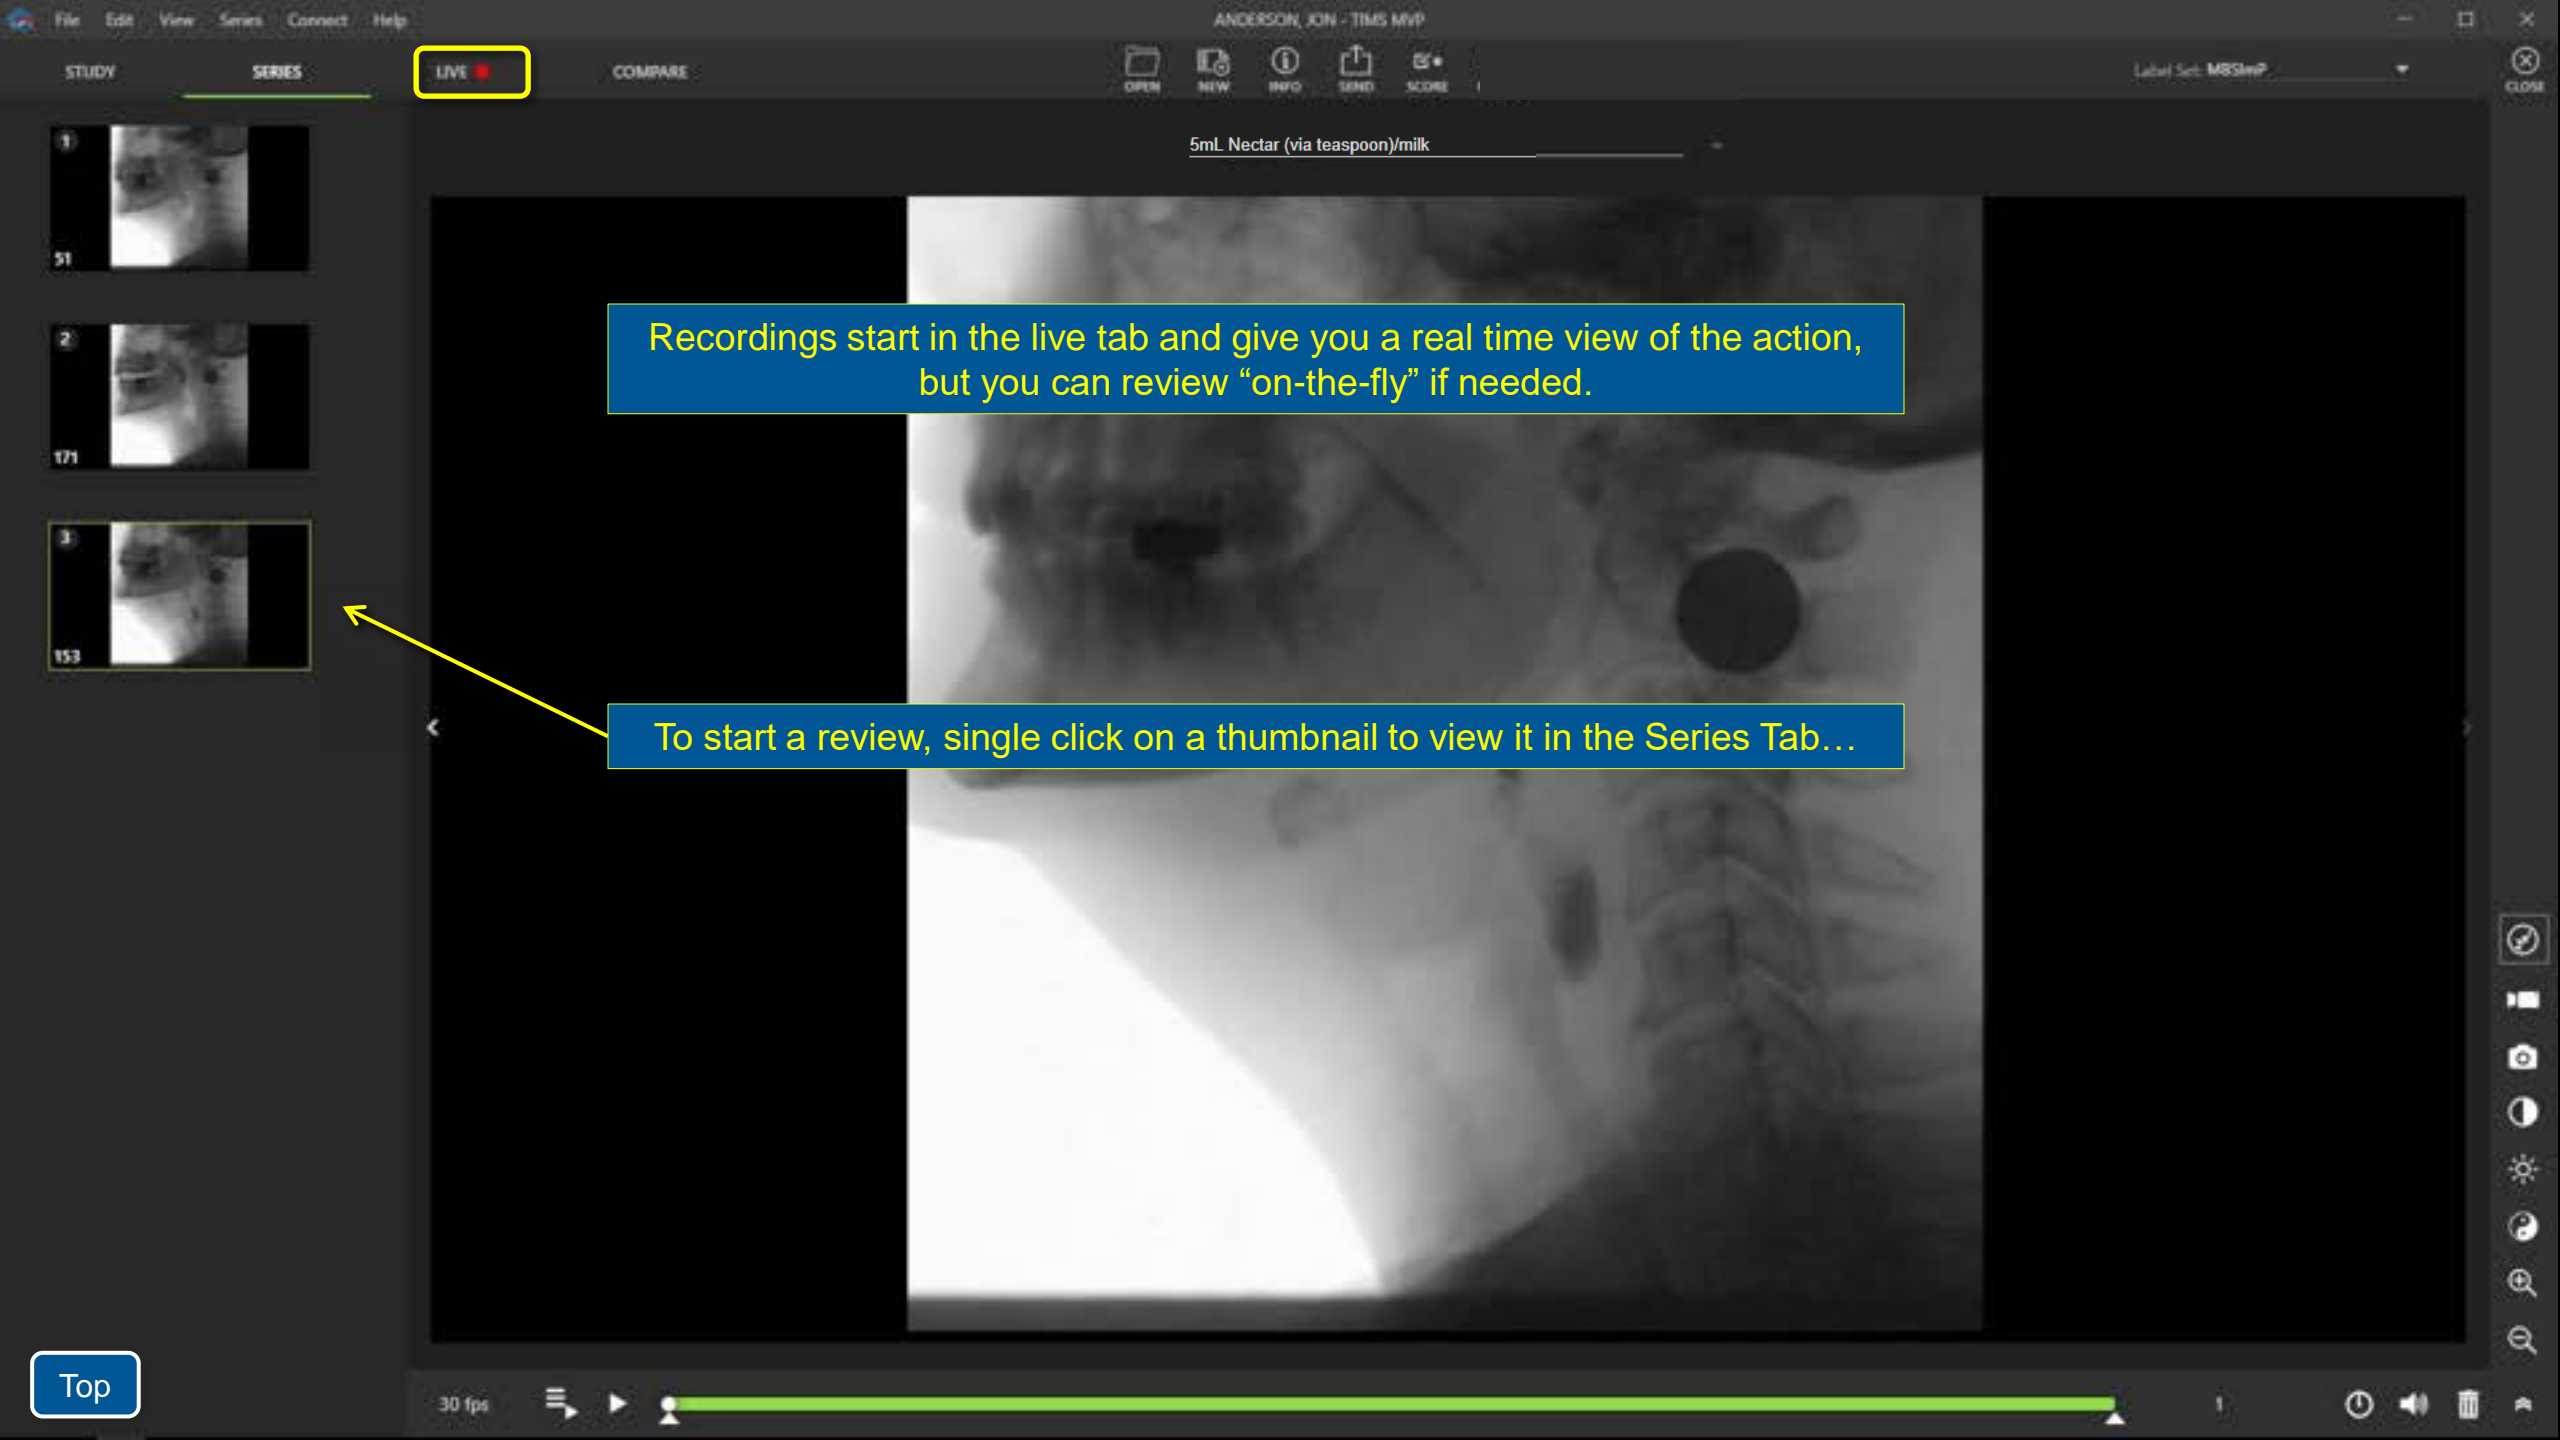 File Edit View Series Connect Help
ANDERSON, JON - TIMS MVP
STUDY SERIES LIVE COMPARE
OPEN NEW INFO SEND SCORE
Label Set: MBSImP
CLOSE
5mL Nectar (via teaspoon)/milk
1
51
2
171
3
153
Recordings start in the live tab and give you a real time view of the action,
but you can review “on-the-fly” if needed.
To start a review, single click on a thumbnail to view it in the Series Tab…
Top
30 fps
1